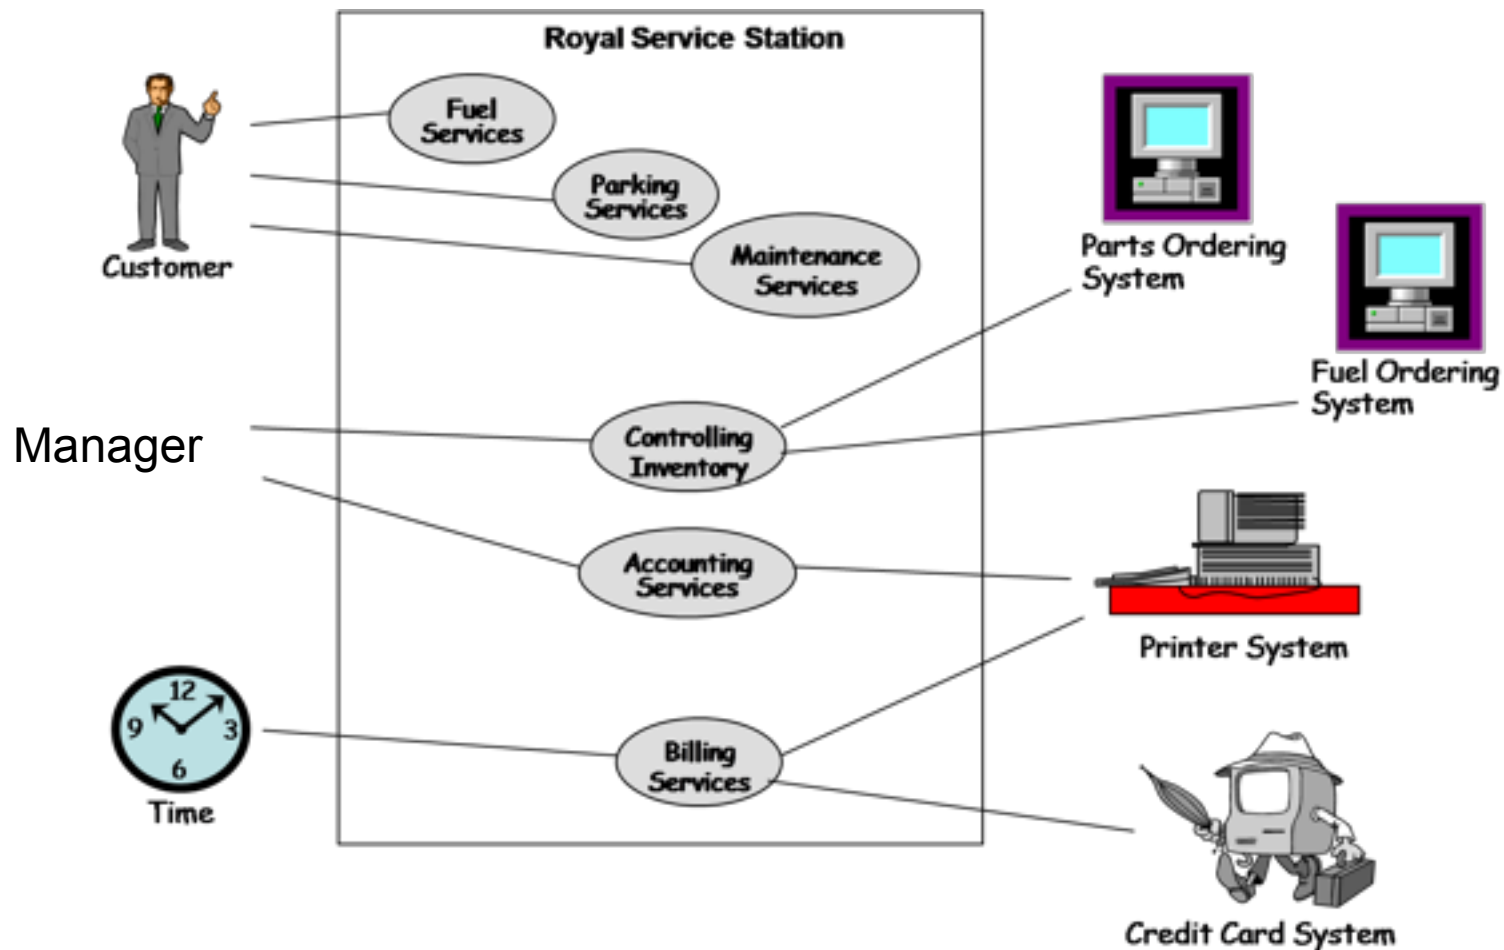 Royal Service Station
Fuel
Services
Parking
Services
Maintenance
Services
Customer
Parts Ordering
System
Fuel Ordering
System
Manager
Controlling
Inventory
Accounting
Services
Printer System
12
9
3
6
Time
Billing
Services
Credit Card System